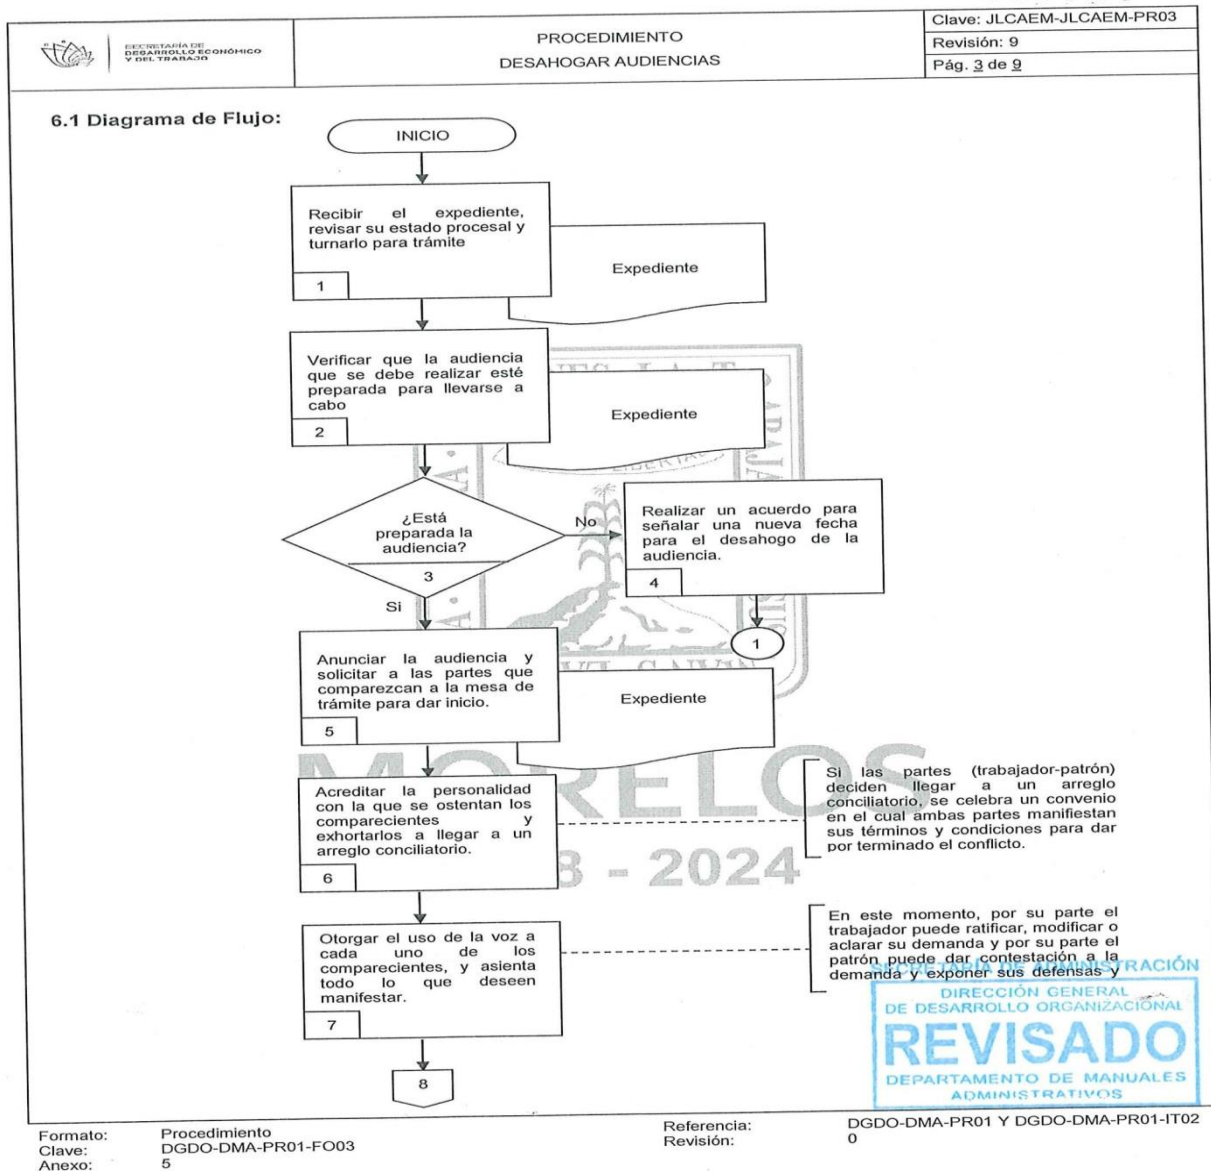 SECRETARÍA DE
DESARROLLO ECONÓMICO
Y DEL TRABAJO
PROCEDIMIENTO
DESAHOGAR AUDIENCIAS
Clave: JLCAEM-JLCAEM-PR03
Revisión: 9
Pág. 3 de 9
6.1 Diagrama de Flujo:
INICIO
Recibir el expediente,
revisar su estado procesal y
turnarlo para trámite
1
Expediente
Verificar que la audiencia
que se debe realizar esté
preparada para llevarse a
cabo
2
Expediente
¿Está
preparada la
audiencia?
3
No
Si
Realizar un acuerdo para
señalar una nueva fecha
para el desahogo de la
audiencia.
4
1
Anunciar la audiencia y
solicitar a las partes que
comparezcan a la mesa de
trámite para dar inicio.
5
Expediente
Acreditar la personalidad
con la que se ostentan los
comparecientes y
exhortarlos a llegar a un
arreglo conciliatorio.
6
Si las partes (trabajador-patrón)
deciden llegar a un arreglo
conciliatorio, se celebra un convenio
en el cual ambas partes manifiestan
sus términos y condiciones para dar
por terminado el conflicto.
Otorgar el uso de la voz a
cada uno de los
comparecientes, y asienta
todo lo que deseen
manifestar.
7
En este momento, por su parte el
trabajador puede ratificar, modificar o
aclarar su demanda y por su parte el
patrón puede dar contestación a la
demanda y exponer sus defensas y
8
MORELOS
8 - 2024
SECRETARÍA DE ADMINISTRACIÓN
DIRECCIÓN GENERAL
DE DESARROLLO ORGANIZACIONAL
REVISADO
DEPARTAMENTO DE MANUALES
ADMINISTRATIVOS
Formato: Procedimiento
Clave: DGDO-DMA-PR01-FO03
Anexo: 5
Referencia: DGDO-DMA-PR01 Y DGDO-DMA-PR01-IT02
Revisión: 0